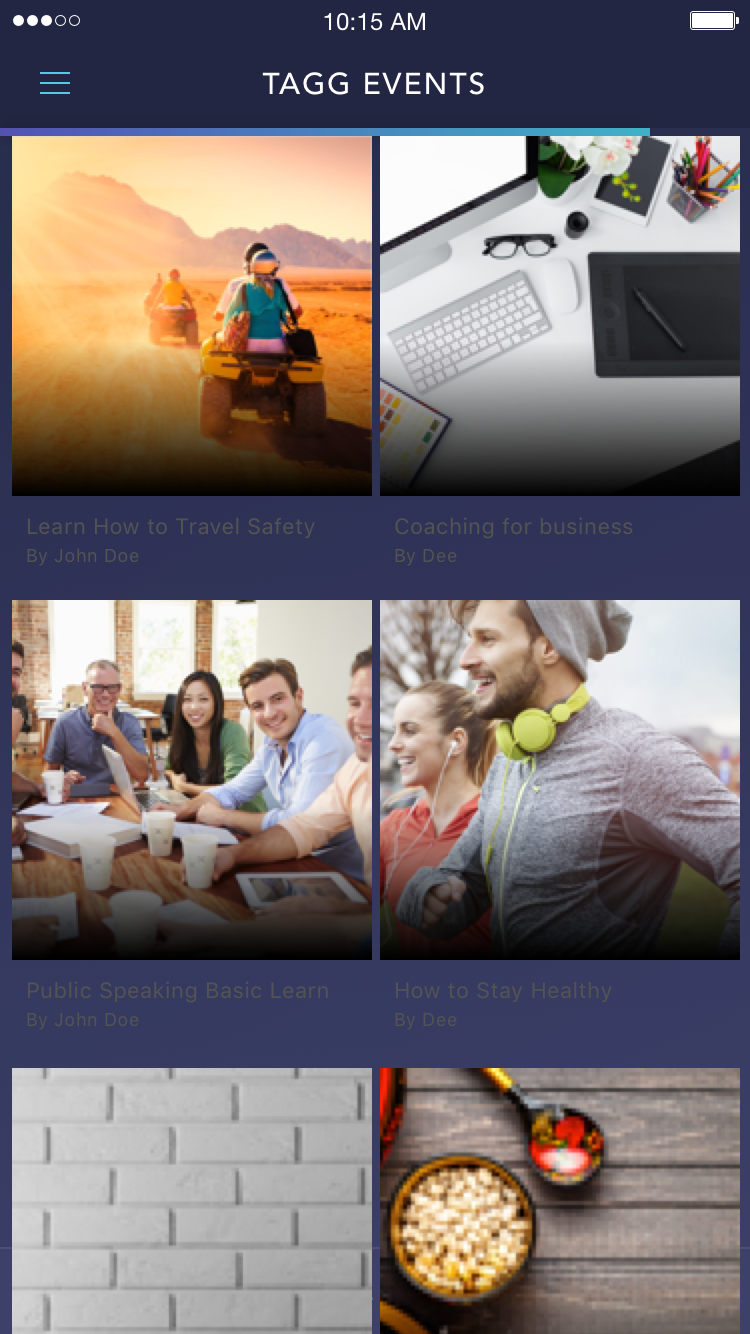 10:15 AM
TAGG EVENTS
Learn How to Travel Safety
By John Doe
Coaching for business
By Dee
Public Speaking Basic Learn
By John Doe
How to Stay Healthy
By Dee